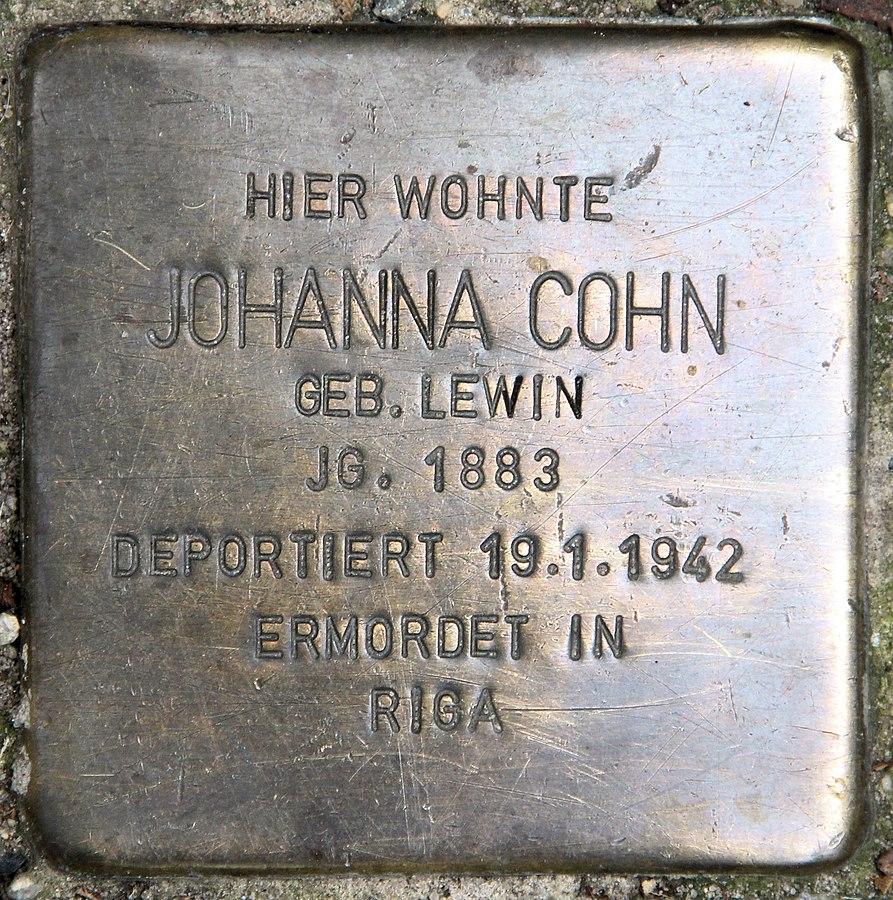 HIER WOHNTE
JOHANNA COHN
GEB. LEWIN
JG. 1883
DEPORTIERT 19.1.1942
ERMORDET IN
RIGA